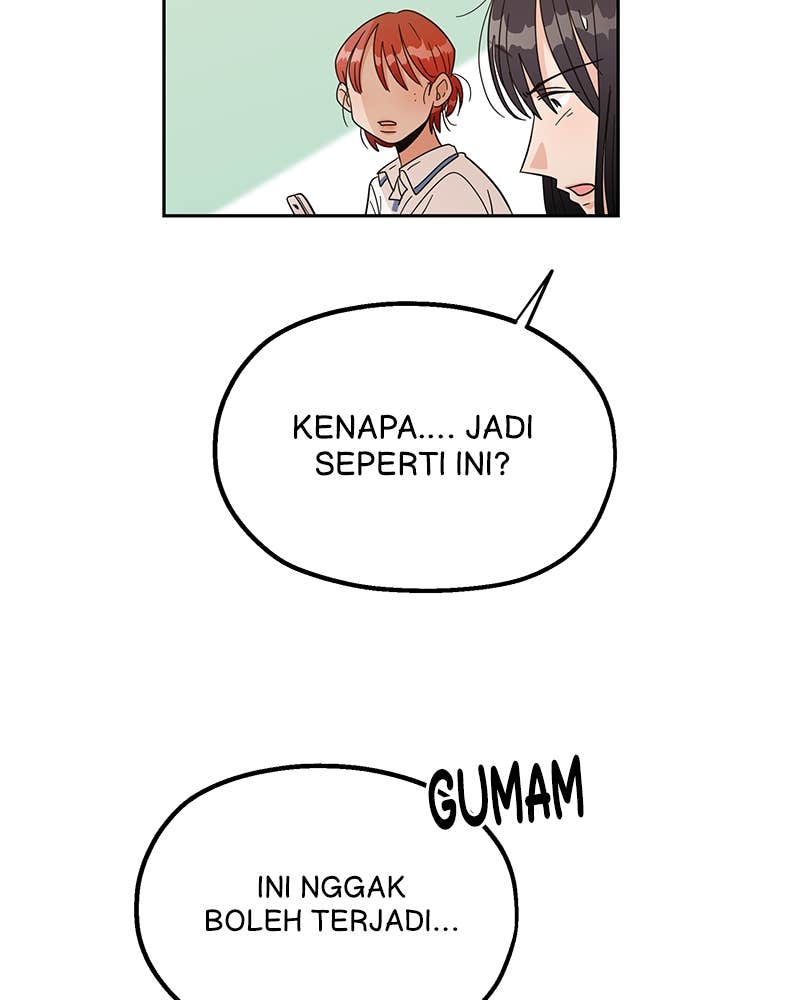 KENAPA.... JADI
SEPERTI INI?
GUMAM
INI NGGAK
BOLEH TERJADI...